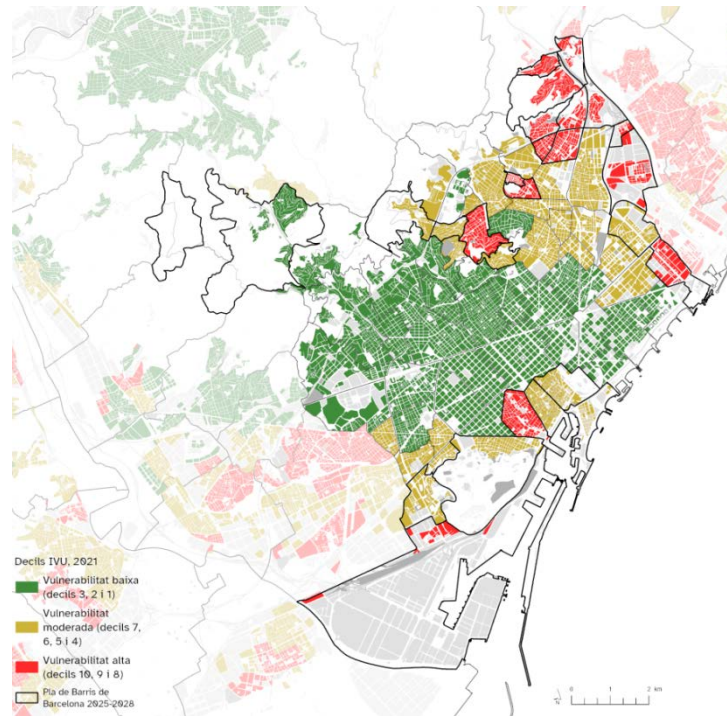 Decils IVU, 2021
Vulnerabilitat baixa
(decils 3, 2 i 1)
Vulnerabilitat
moderada (decils 7,
6, 5 i 4)
Vulnerabilitat alta
(decils 10, 9 i 8)
Pla de Barris de
Barcelona 2025-2028
0 1 2 km